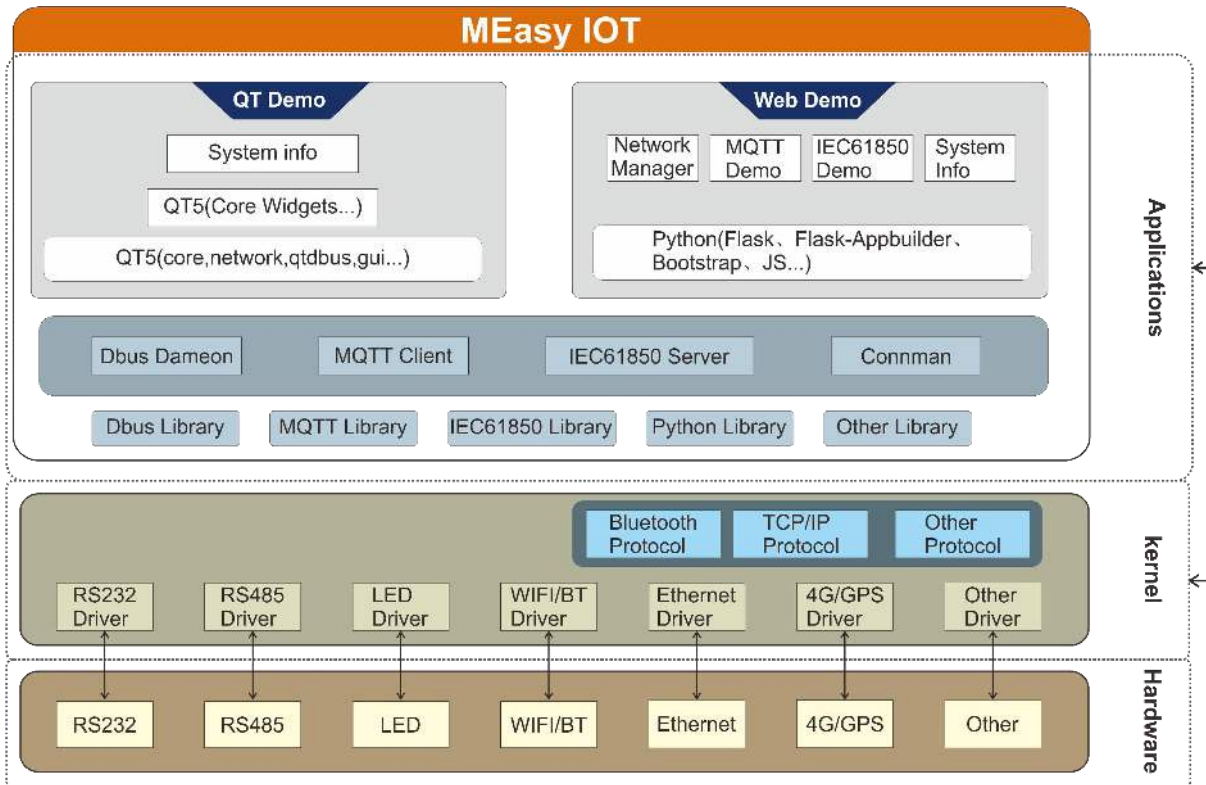 MEasy IOT
QT Demo
System info
QT5(Core Widgets...)
QT5(core,network,qtdbus,gui...)
Web Demo
Network
Manager
MQTT
Demo
IEC61850
Demo
System
Info
Python(Flask、Flask-Appbuilder、
Bootstrap、JS...)
Dbus Dameon
MQTT Client
IEC61850 Server
Connman
Dbus Library
MQTT Library
IEC61850 Library
Python Library
Other Library
Applications
Bluetooth
Protocol
TCP/IP
Protocol
Other
Protocol
RS232
Driver
RS485
Driver
LED
Driver
WIFI/BT
Driver
Ethernet
Driver
4G/GPS
Driver
Other
Driver
kernel
RS232
RS485
LED
WIFI/BT
Ethernet
4G/GPS
Other
Hardware